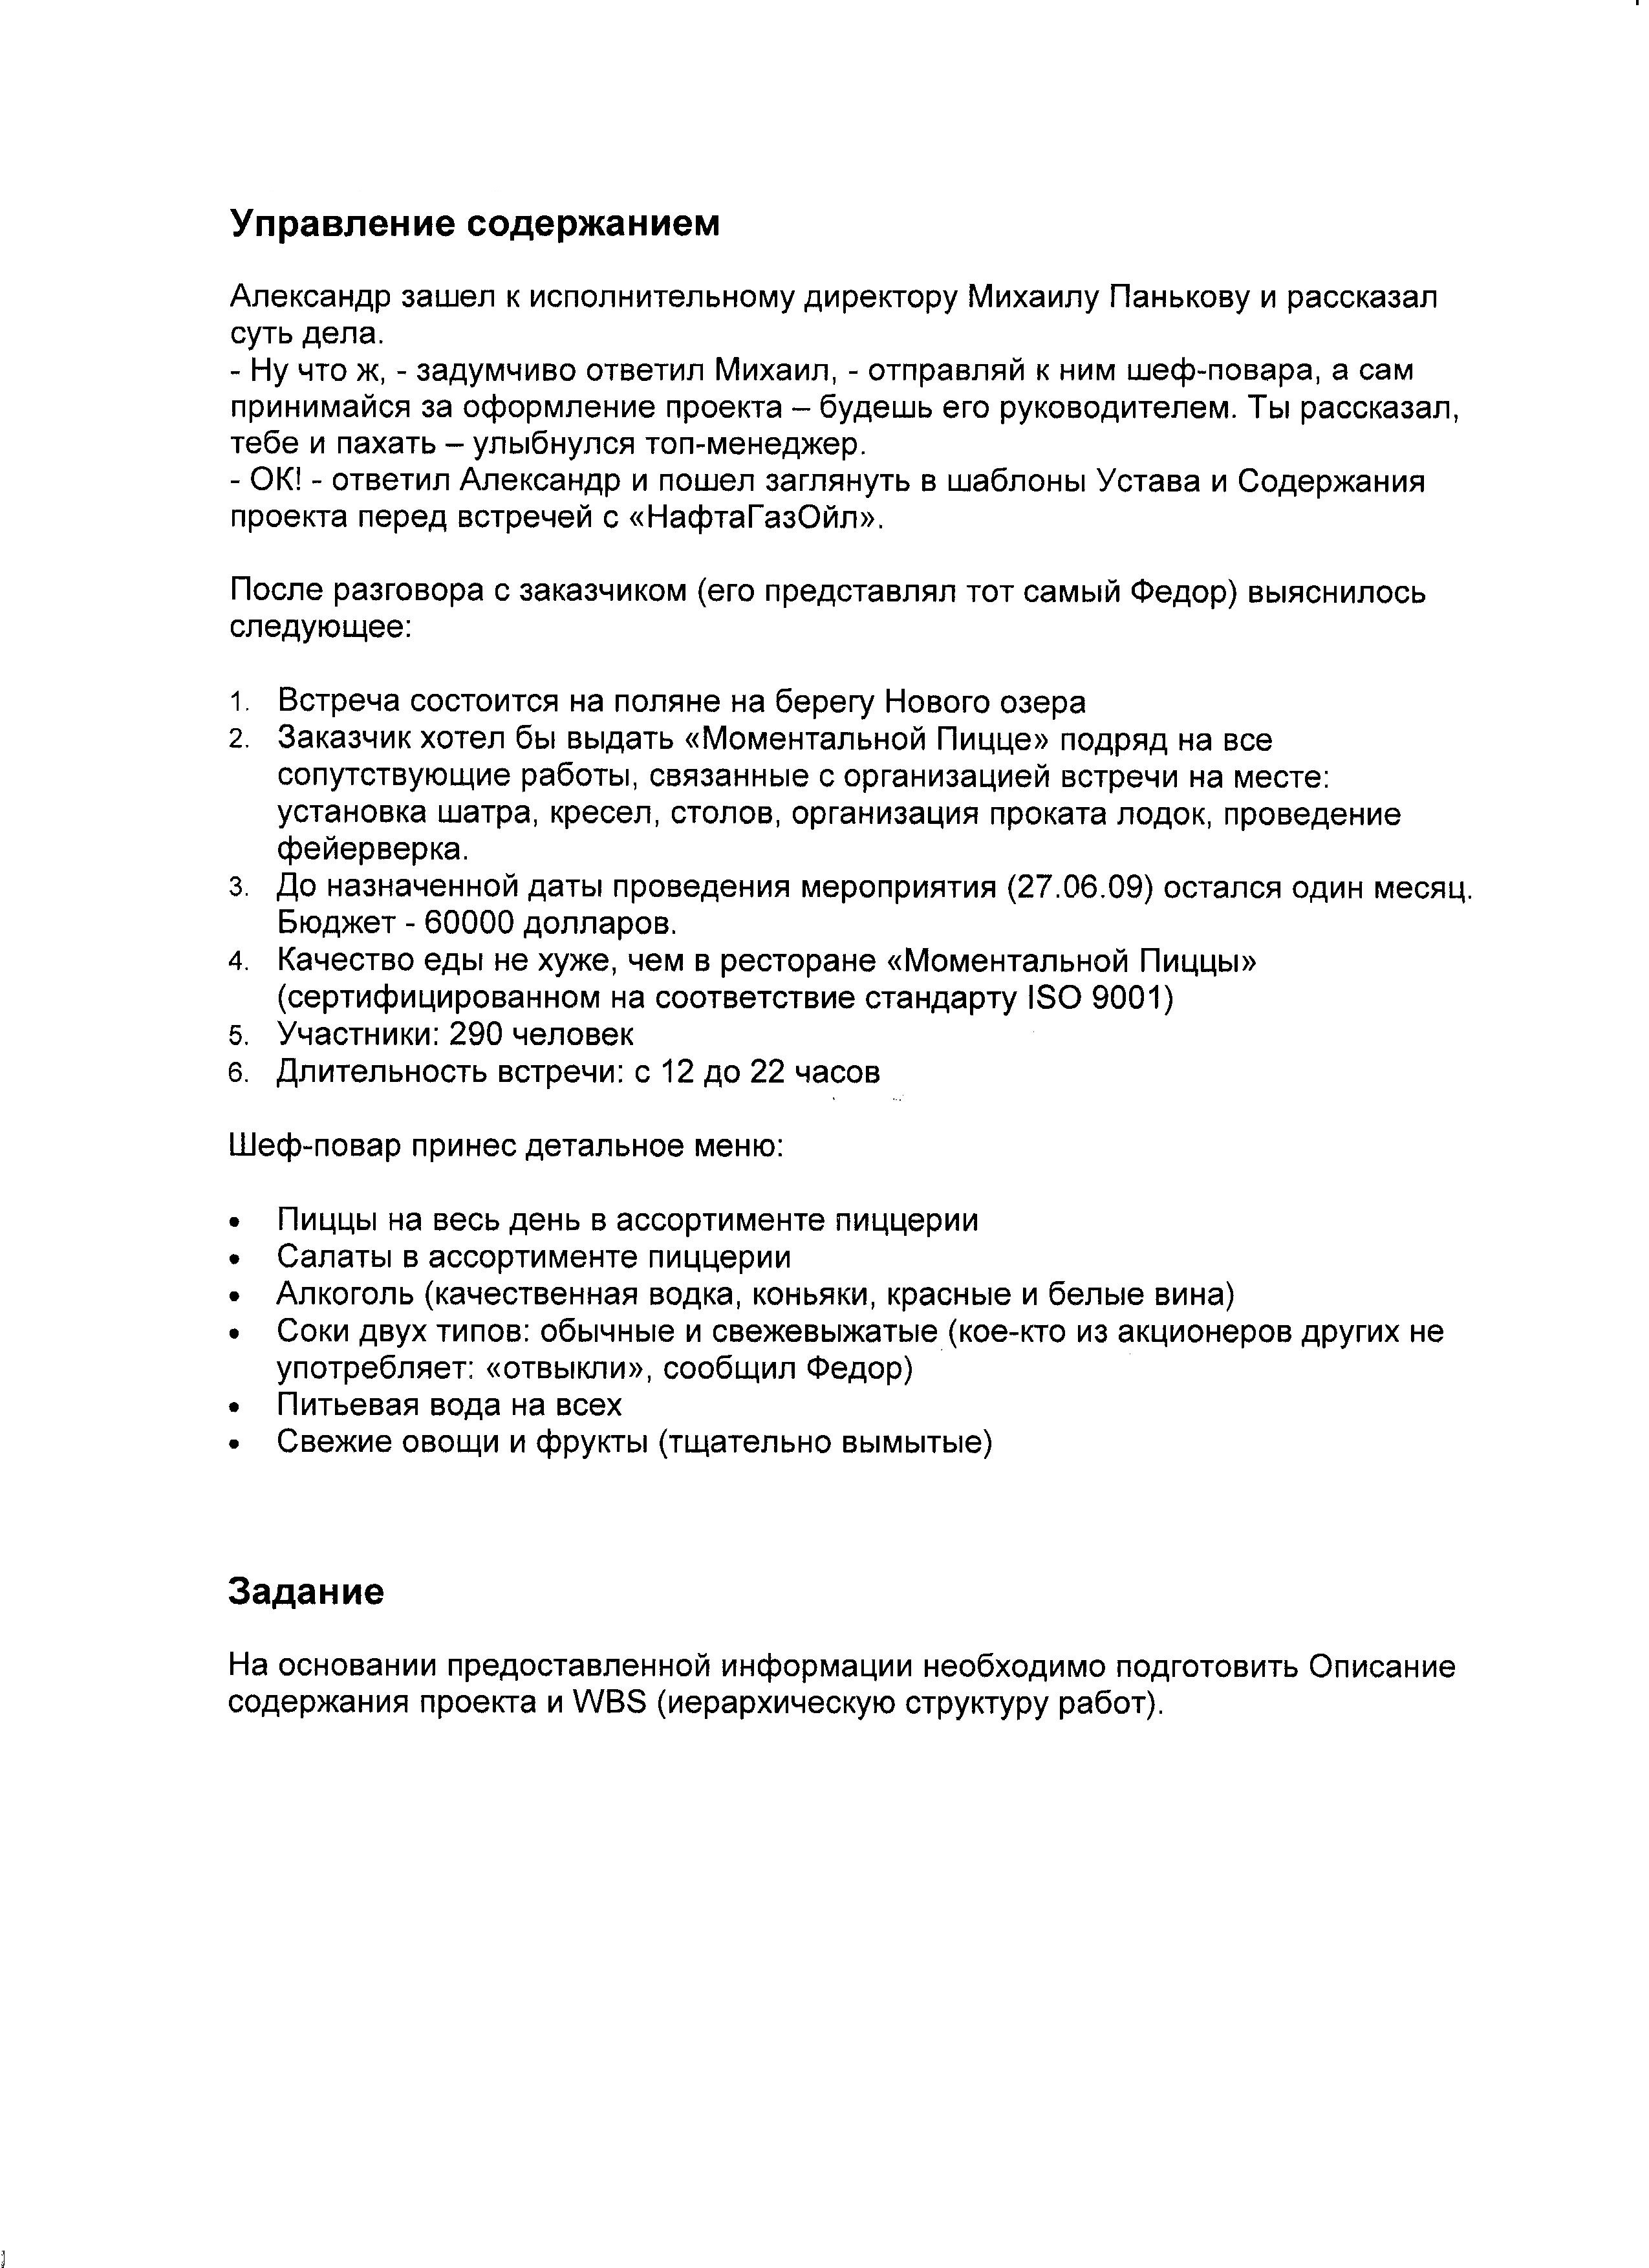 Управление содержанием
Александр зашел к исполнительному директору Михаилу Панькову и рассказал
суть дела.
- Ну что ж, - задумчиво ответил Михаил, - отправляй к ним шеф-повара, а сам
принимайся за оформление проекта – будешь его руководителем. Ты рассказал,
тебе и пахать – улыбнулся топ-менеджер.
- ОК! - ответил Александр и пошел заглянуть в шаблоны Устава и Содержания
проекта перед встречей с «НафтаГазОйл».
После разговора с заказчиком (его представлял тот самый Федор) выяснилось
следующее:
1. Встреча состоится на поляне на берегу Нового озера
2. Заказчик хотел бы выдать «Моментальной Пицце» подряд на все
сопутствующие работы, связанные с организацией встречи на месте:
установка шатра, кресел, столов, организация проката лодок, проведение
фейерверка.
3. До назначенной даты проведения мероприятия (27.06.09) остался один месяц.
Бюджет - 60000 долларов.
4. Качество еды не хуже, чем в ресторане «Моментальной Пиццы»
(сертифицированном на соответствие стандарту ISO 9001)
5. Участники: 290 человек
6. Длительность встречи: с 12 до 22 часов
Шеф-повар принес детальное меню:
• Пиццы на весь день в ассортименте пиццерии
• Салаты в ассортименте пиццерии
• Алкоголь (качественная водка, коньяки, красные и белые вина)
• Соки двух типов: обычные и свежевыжатые (кое-кто из акционеров других не
употребляет: «отвыкли», сообщил Федор)
• Питьевая вода на всех
• Свежие овощи и фрукты (тщательно вымытые)
Задание
На основании предоставленной информации необходимо подготовить Описание
содержания проекта и WBS (иерархическую структуру работ).